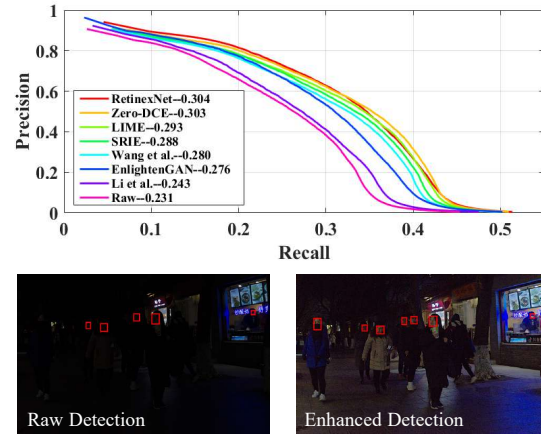 1
0.8
0.6
0.4
0.2
0
Precision
RetinexNet--0.304
Zero-DCE--0.303
LIME--0.293
SRIE--0.288
Wang et al.--0.280
EnlightenGAN--0.276
Li et al.--0.243
Raw--0.231
0 0.1 0.2 0.3 0.4 0.5
Recall
Raw Detection
Enhanced Detection